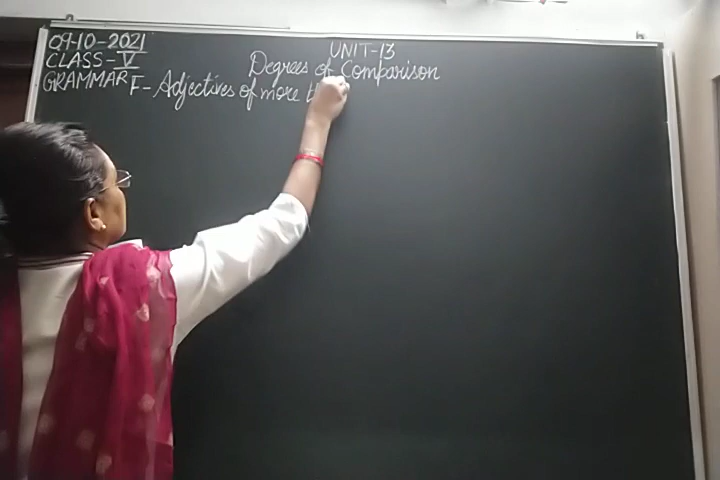 09-10-2021
CLASS-V
GRAMMAR
UNIT-13
Degrees of Comparison
F- Adjectives of more